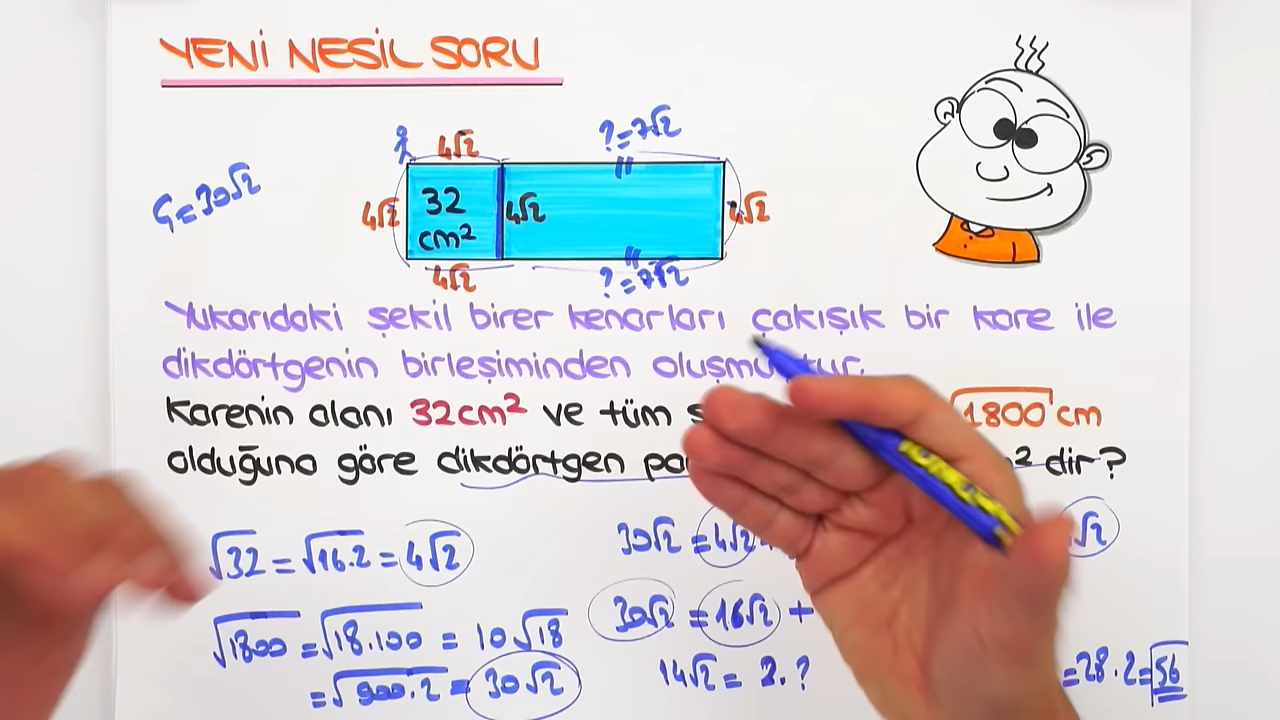 YENİ NESİL SORU
Ç=30√2
4√2
?=7√2
4√2
32
cm²
4√2
4√2
4√2
?=7√2
Yukarıdaki şekil birer kenarları çakışık bir kare ile
dikdörtgenin birleşiminden
Karenin alanı 32cm² ve tüm √1800 cm
olduğuna göre dikdörtgen dir?
√32 = √16.2 = 4√2
30√2 = 4√2
√2
√1800 = √18.100 = 10√18
= √900.2 = 30√2
30√2 = 16√2 +
14√2 = 2.?
=28.2=56